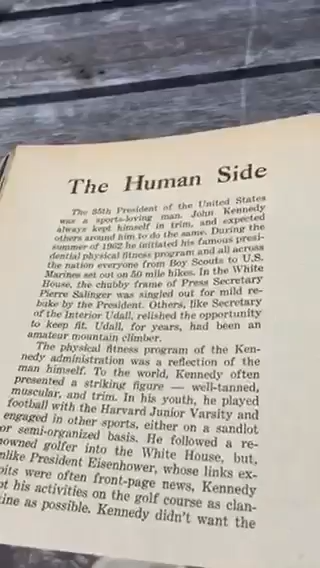 The Human Side
The 35th President of the United States
was a sports-loving man. John Kennedy
always kept himself in trim, and expected
others around him to do the same. During the
summer of 1962 he initiated his famous presi-
dential physical fitness program and all across
the nation everyone from Boy Scouts to U.S.
Marines set out on 50 mile hikes. In the White
House, the chubby frame of Press Secretary
Pierre Salinger was singled out for mild re-
buke by the President. Others, like Secretary
of the Interior Udall, relished the opportunity
to keep fit. Udall, for years, had been an
amateur mountain climber.
The physical fitness program of the Ken-
nedy administration was a reflection of the
man himself. To the world, Kennedy often
presented a striking figure — well-tanned,
muscular, and trim. In his youth, he played
football with the Harvard Junior Varsity and
engaged in other sports, either on a sandlot
or semi-organized basis. He followed a re-
nowned golfer into the White House, but,
nlike President Eisenhower, whose links ex-
oits were often front-page news, Kennedy
pt his activities on the golf course as clan-
ine as possible. Kennedy didn't want the